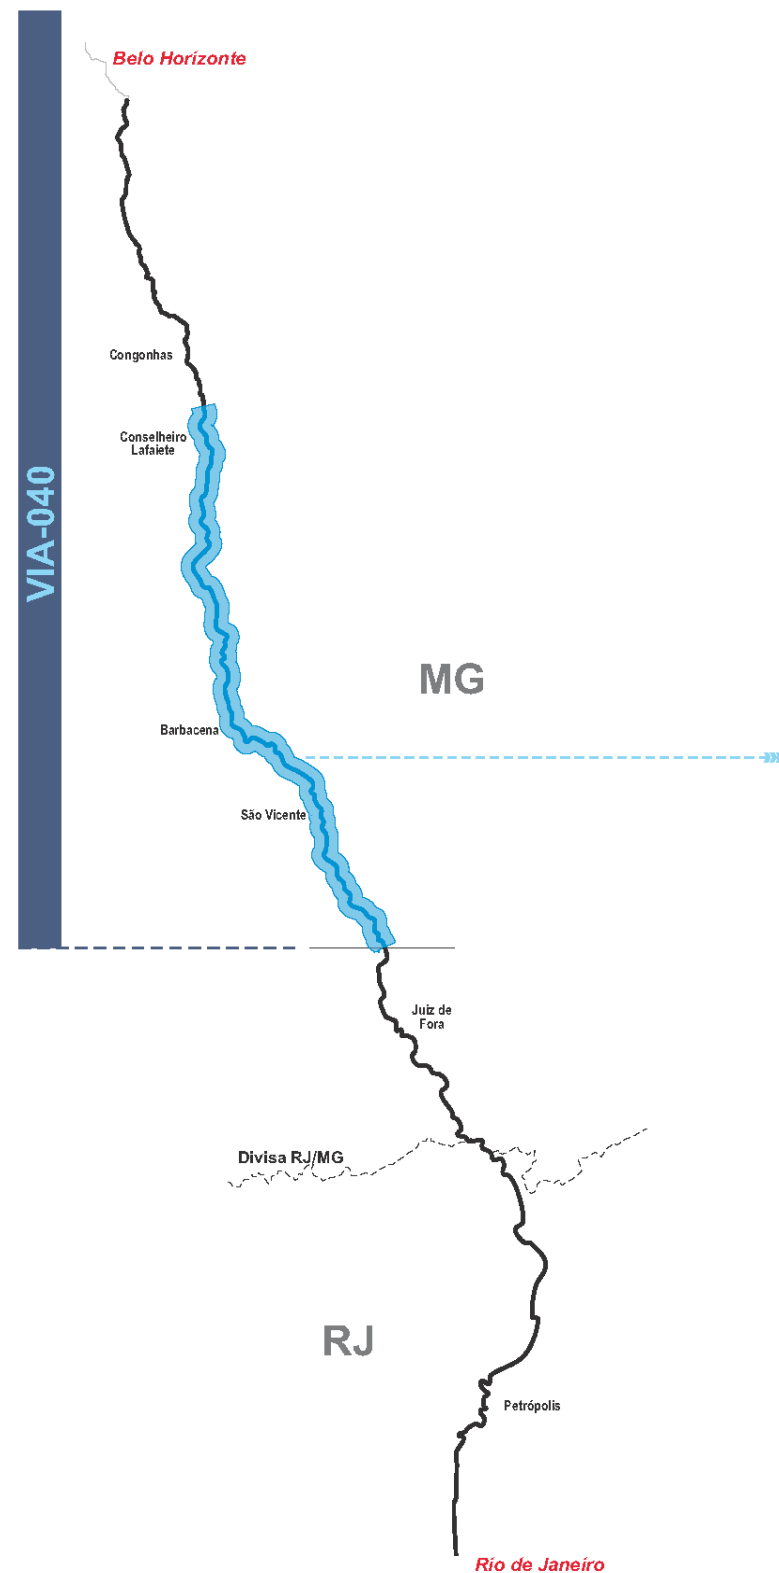 Belo Horizonte
Congonhas
Conselheiro
Lafaiete
VIA-040
MG
Barbacena
São Vicente
Juiz de
Fora
Divisa RJ/MG
RJ
Petrópolis
Rio de Janeiro